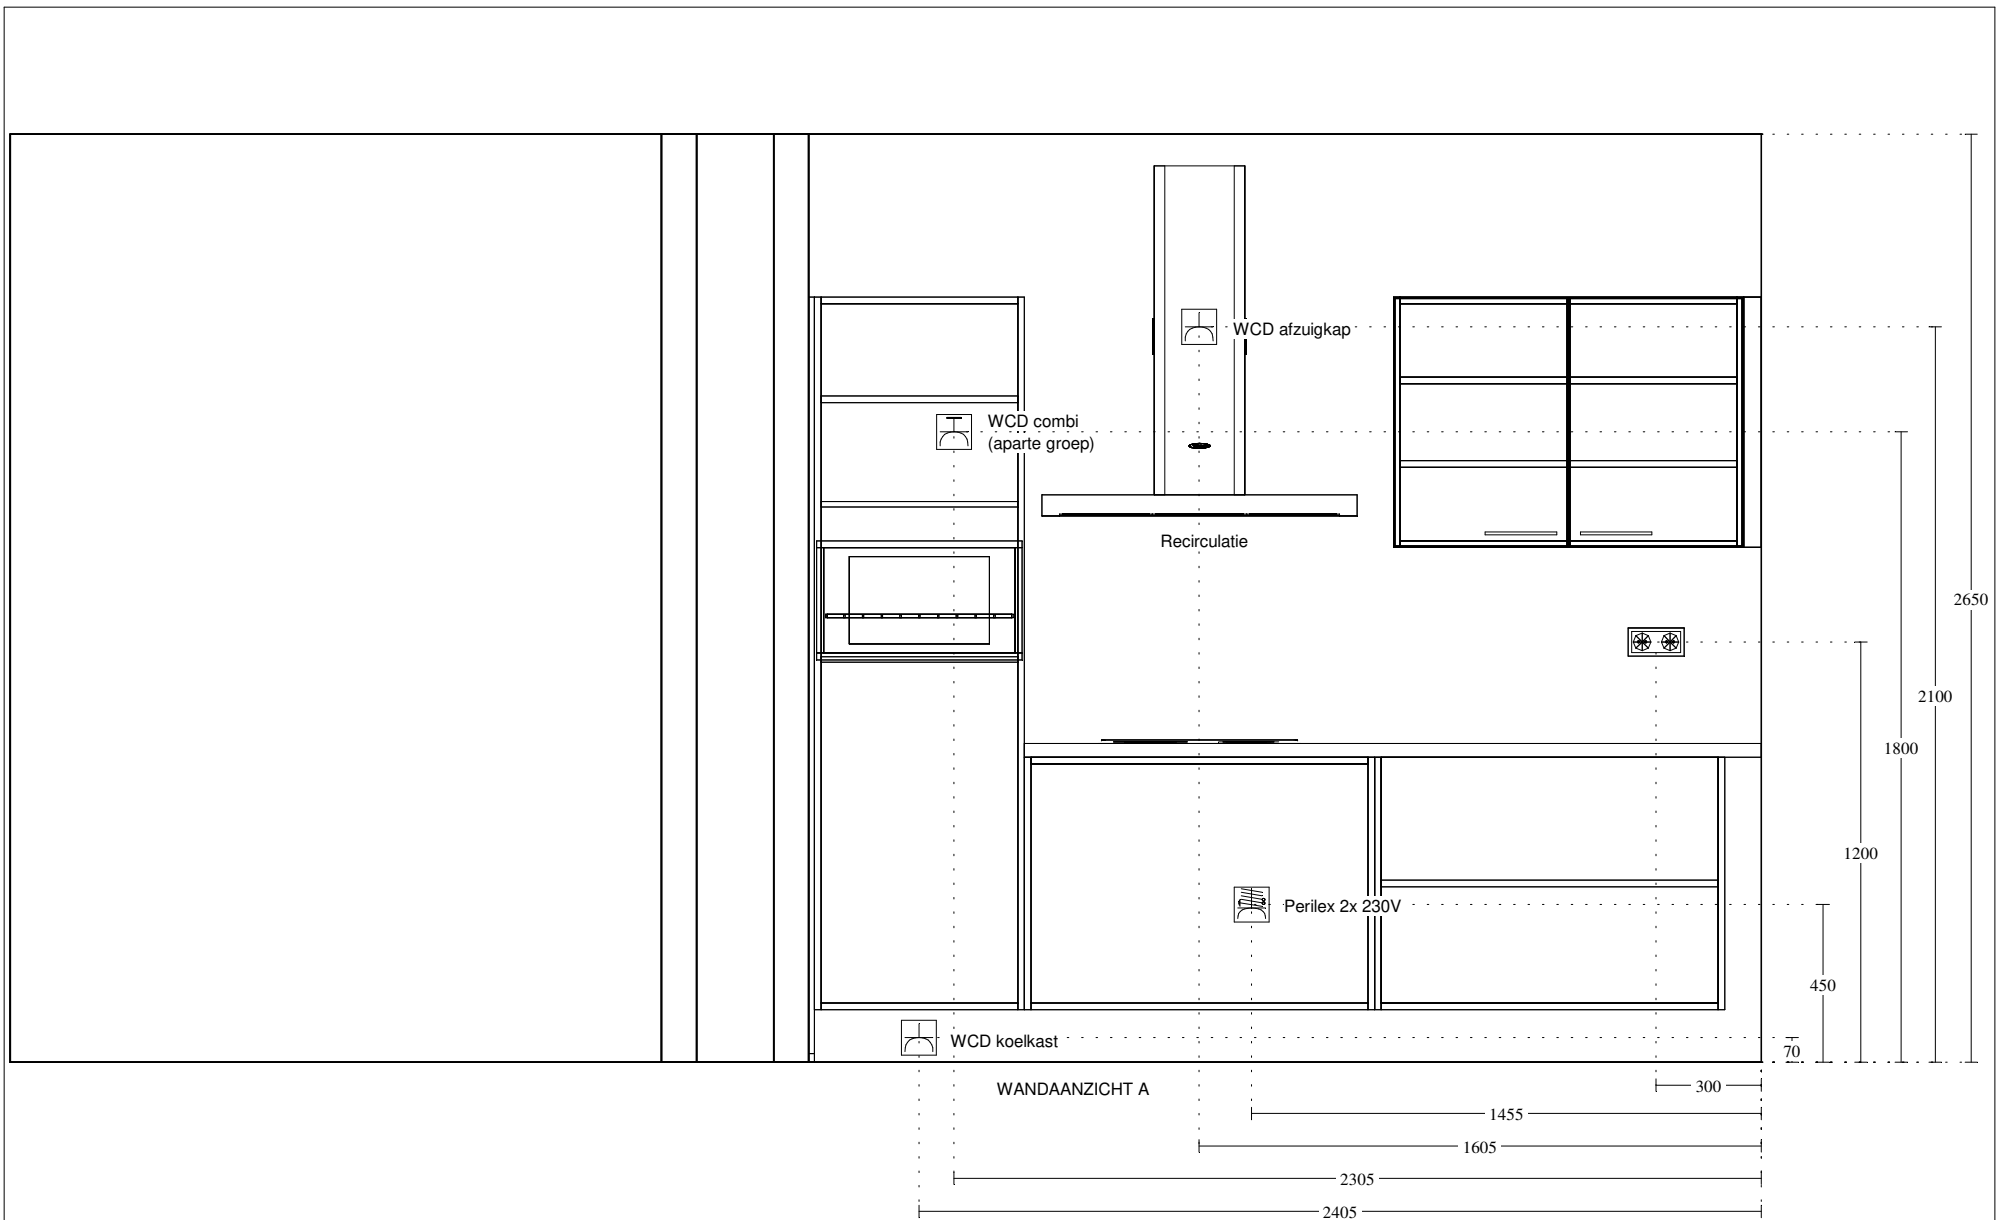 WCD afzuigkap
WCD combi
(aparte groep)
Recirculatie
2650
2100
1800
1200
Perilex 2x 230V
450
WCD koelkast
70
WANDAANZICHT A
300
1455
1605
2305
2405